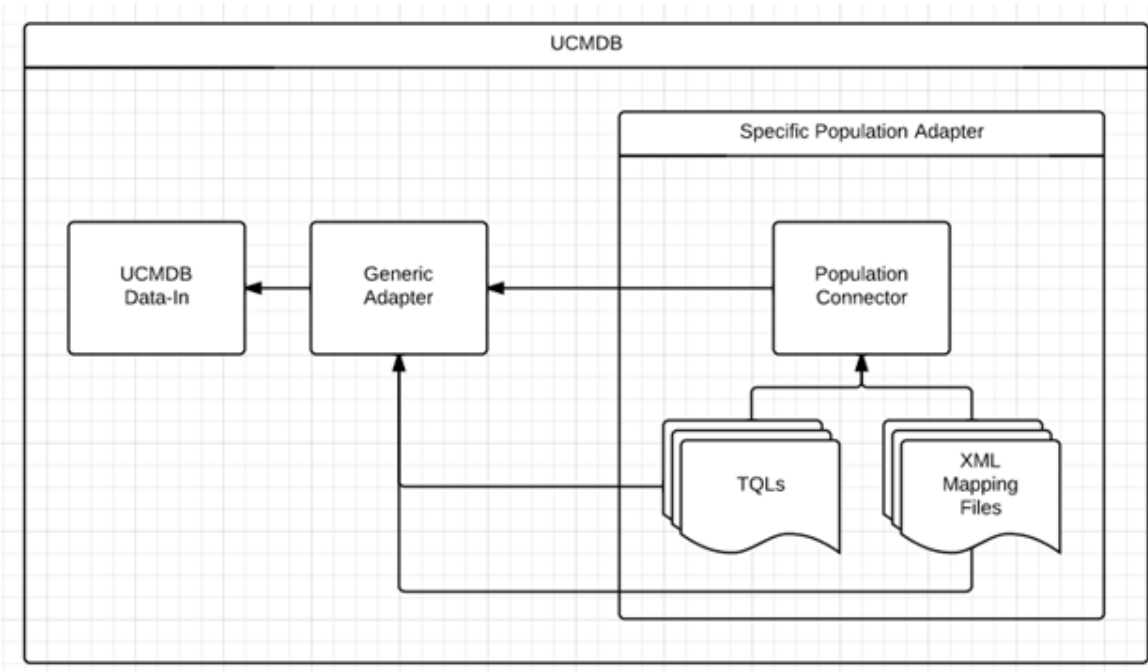 UCMDB
Specific Population Adapter
UCMDB
Data-In
Generic
Adapter
Population
Connector
TQLs
XML
Mapping
Files